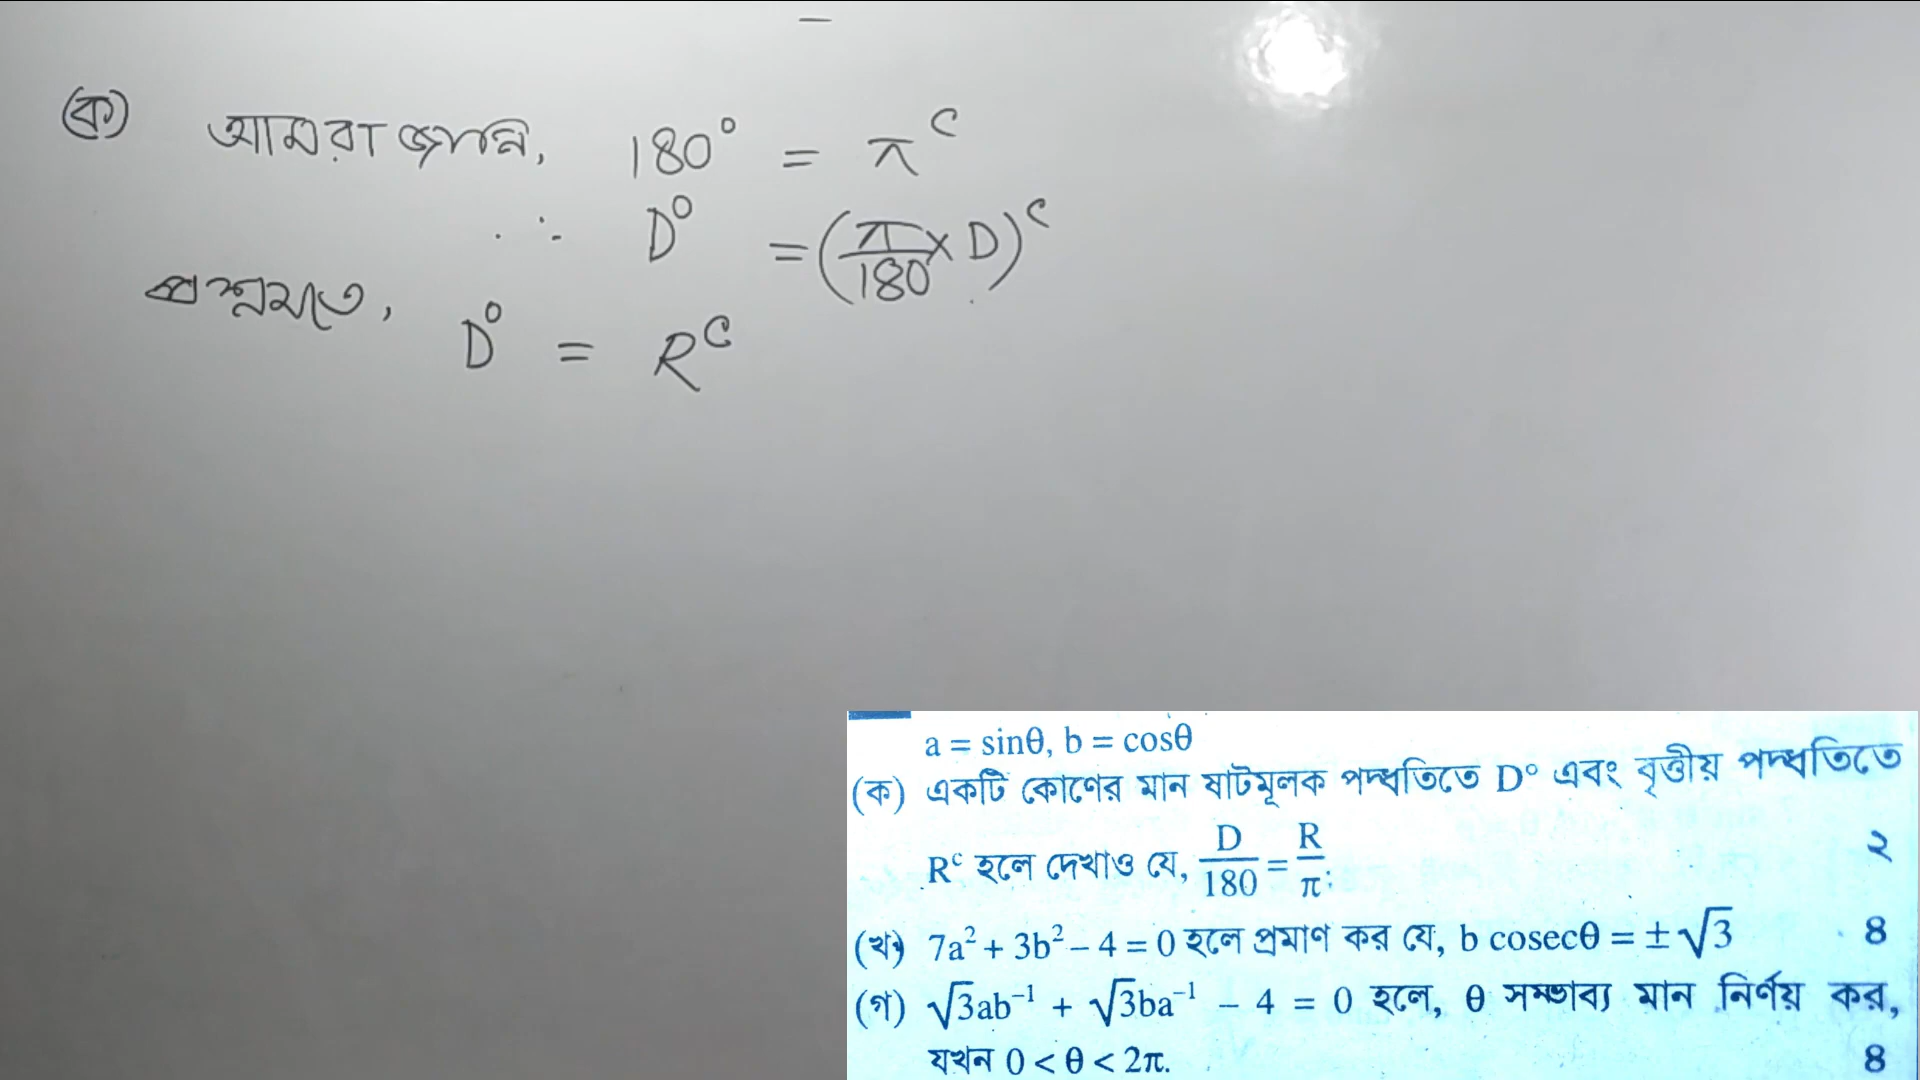 (ক) আমরা জানি, 180° = π^c
∴ D° = (π/180 × D)^c
প্রশ্নমতে, D° = R^c
a = sinθ, b = cosθ
(ক) একটি কোণের মান ষাটমূলক পদ্ধতিতে D° এবং বৃত্তীয় পদ্ধতিতে
R^c হলে দেখাও যে, D/180 = R/π; ২
(খ) 7a² + 3b² – 4 = 0 হলে প্রমাণ কর যে, b cosecθ = ± √3 8
(গ) √3ab⁻¹ + √3ba⁻¹ – 4 = 0 হলে, θ সম্ভাব্য মান নির্ণয় কর,
যখন 0 < θ < 2π. 8